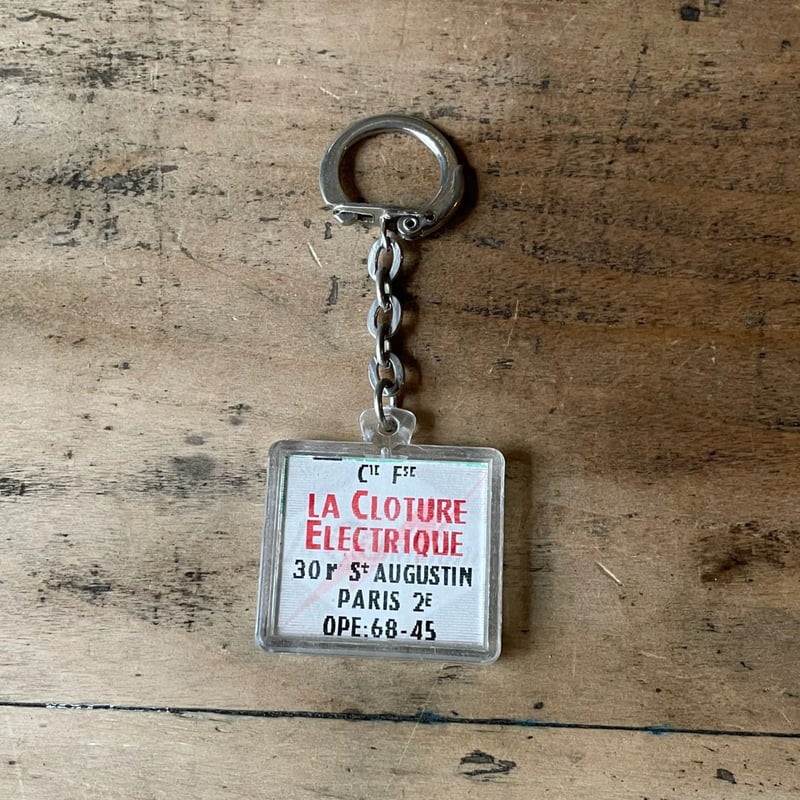 Cie Fse
LA CLOTURE
ELECTRIQUE
30 r St AUGUSTIN
PARIS 2E
OPE:68-45